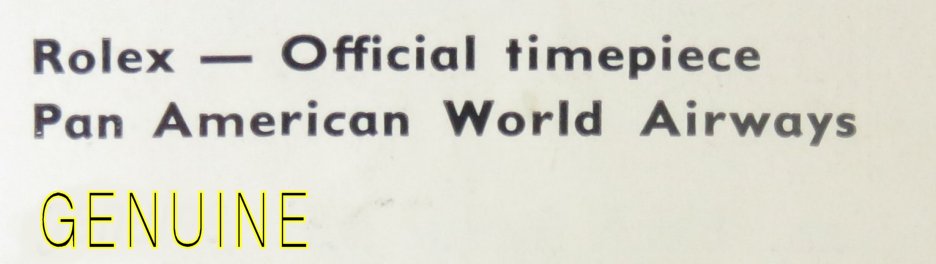 Rolex — Official timepiece
Pan American World Airways
GENUINE